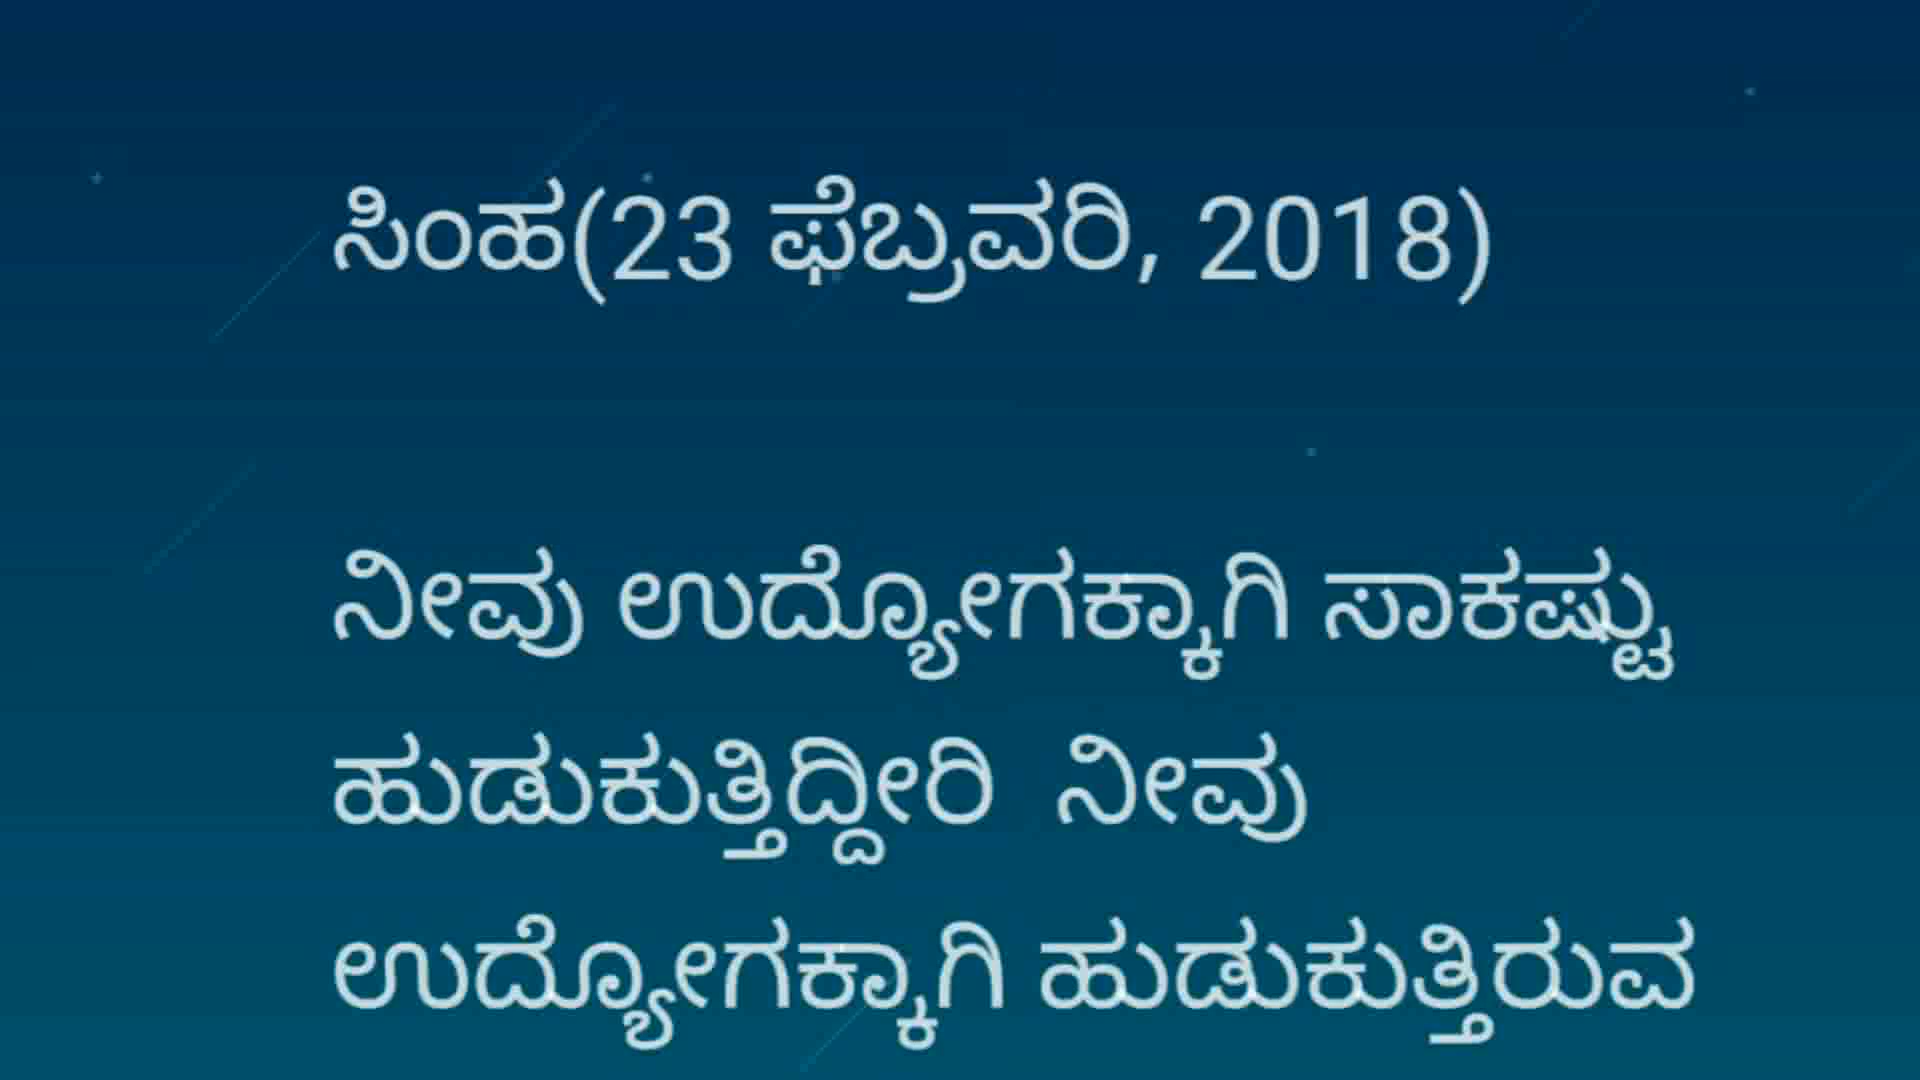 ಸಿಂಹ(23 ಫೆಬ್ರವರಿ, 2018)
ನೀವು ಉದ್ಯೋಗಕ್ಕಾಗಿ ಸಾಕಷ್ಟು
ಹುಡುಕುತ್ತಿದ್ದೀರಿ  ನೀವು
ಉದ್ಯೋಗಕ್ಕಾಗಿ ಹುಡುಕುತ್ತಿರುವ